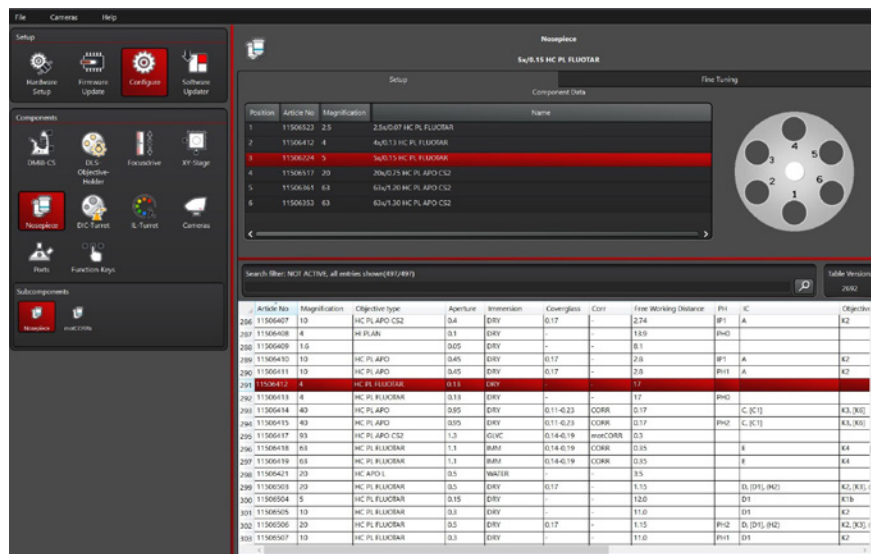 File Cameras Help
Setup
Hardware Setup
Firmware Update
Configure
Software Updater
Components
DMI8-CS
DLS-Objective-Holder
Focusdrive
XY-Stage
Nosepiece
DIC-Turret
IL-Turret
Cameras
Ports
Function-Keys
Subcomponents
Nosepiece
motCORRs
Nosepiece
5x/0.15 HC PL FLUOTAR
Setup Fine Tuning
Component Data
Position Article No Magnification Name
1 11506523 2.5 2.5x/0.07 HC PL FLUOTAR
2 11506412 4 4x/0.13 HC PL FLUOTAR
3 11506224 5 5x/0.15 HC PL FLUOTAR
4 11506517 20 20x/0.75 HC PL APO CS2
5 11506361 63 63x/1.20 HC PL APO CS2
6 11506353 63 63x/1.30 HC PL APO CS2
4
3 5
2 6
1
Search filter: NOT ACTIVE, all entries shown(497/497)
Table Version
2692
Article No Magnification Objective type Aperture Immersion Coverglass Corr Free Working Distance PH IC Objective
286 11506407 10 HC PL APO CS2 0.4 DRY 0,17 - 2.74 IP1 A K2
287 11506408 4 HI PLAN 0.1 DRY - - 13.9 PH0
288 11506409 1.6 0.05 DRY - - 8.1
289 11506410 10 HC PL APO 0.45 DRY 0,17 - 2.8 IP1 A K2
290 11506411 10 HC PL APO 0.45 DRY 0,17 - 2.8 PH1 A K2
291 11506412 4 HC PL FLUOTAR 0.13 DRY - - 17
292 11506413 4 HC PL FLUOTAR 0.13 DRY - - 17 PH0
293 11506414 40 HC PL APO 0.95 DRY 0,11-0,23 CORR 0.17 C, [C1] K3, [K6]
294 11506415 40 HC PL APO 0.95 DRY 0,11-0,23 CORR 0.17 PH2 C, [C1] K3, [K6]
295 11506417 93 HC PL APO CS2 1.3 GLYC 0,14-0,19 motCORR 0.3
296 11506418 63 HC PL FLUOTAR 1.1 IMM 0,14-0,19 CORR 0.35 E K4
297 11506419 63 HC PL FLUOTAR 1.1 IMM 0,14-0,19 CORR 0.35 E K4
298 11506421 20 HC APO L 0.5 WATER - - 3.5
299 11506503 20 HC PL FLUOTAR 0.5 DRY 0,17 - 1.15 D, [D1], (H2) K2, [K3],
300 11506504 5 HC PL FLUOTAR 0.15 DRY - - 12.0 D1 K1b
301 11506505 10 HC PL FLUOTAR 0.3 DRY - - 11.0 D1 K2
302 11506506 20 HC PL FLUOTAR 0.5 DRY 0,17 - 1.15 PH2 D, [D1], (H2) K2, [K3],
303 11506507 10 HC PL FLUOTAR 0.3 DRY - - 11.0 PH1 D1 K2